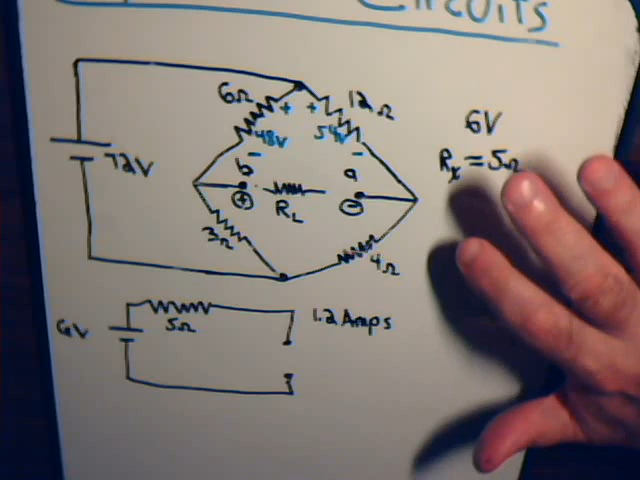 CIRCUITS
6Ω
12Ω
+ +
48V
54V
- -
72V
b
a
+
-
RL
3Ω
4Ω
6V
Rx = 5Ω
6V
5Ω
1.2 Amps